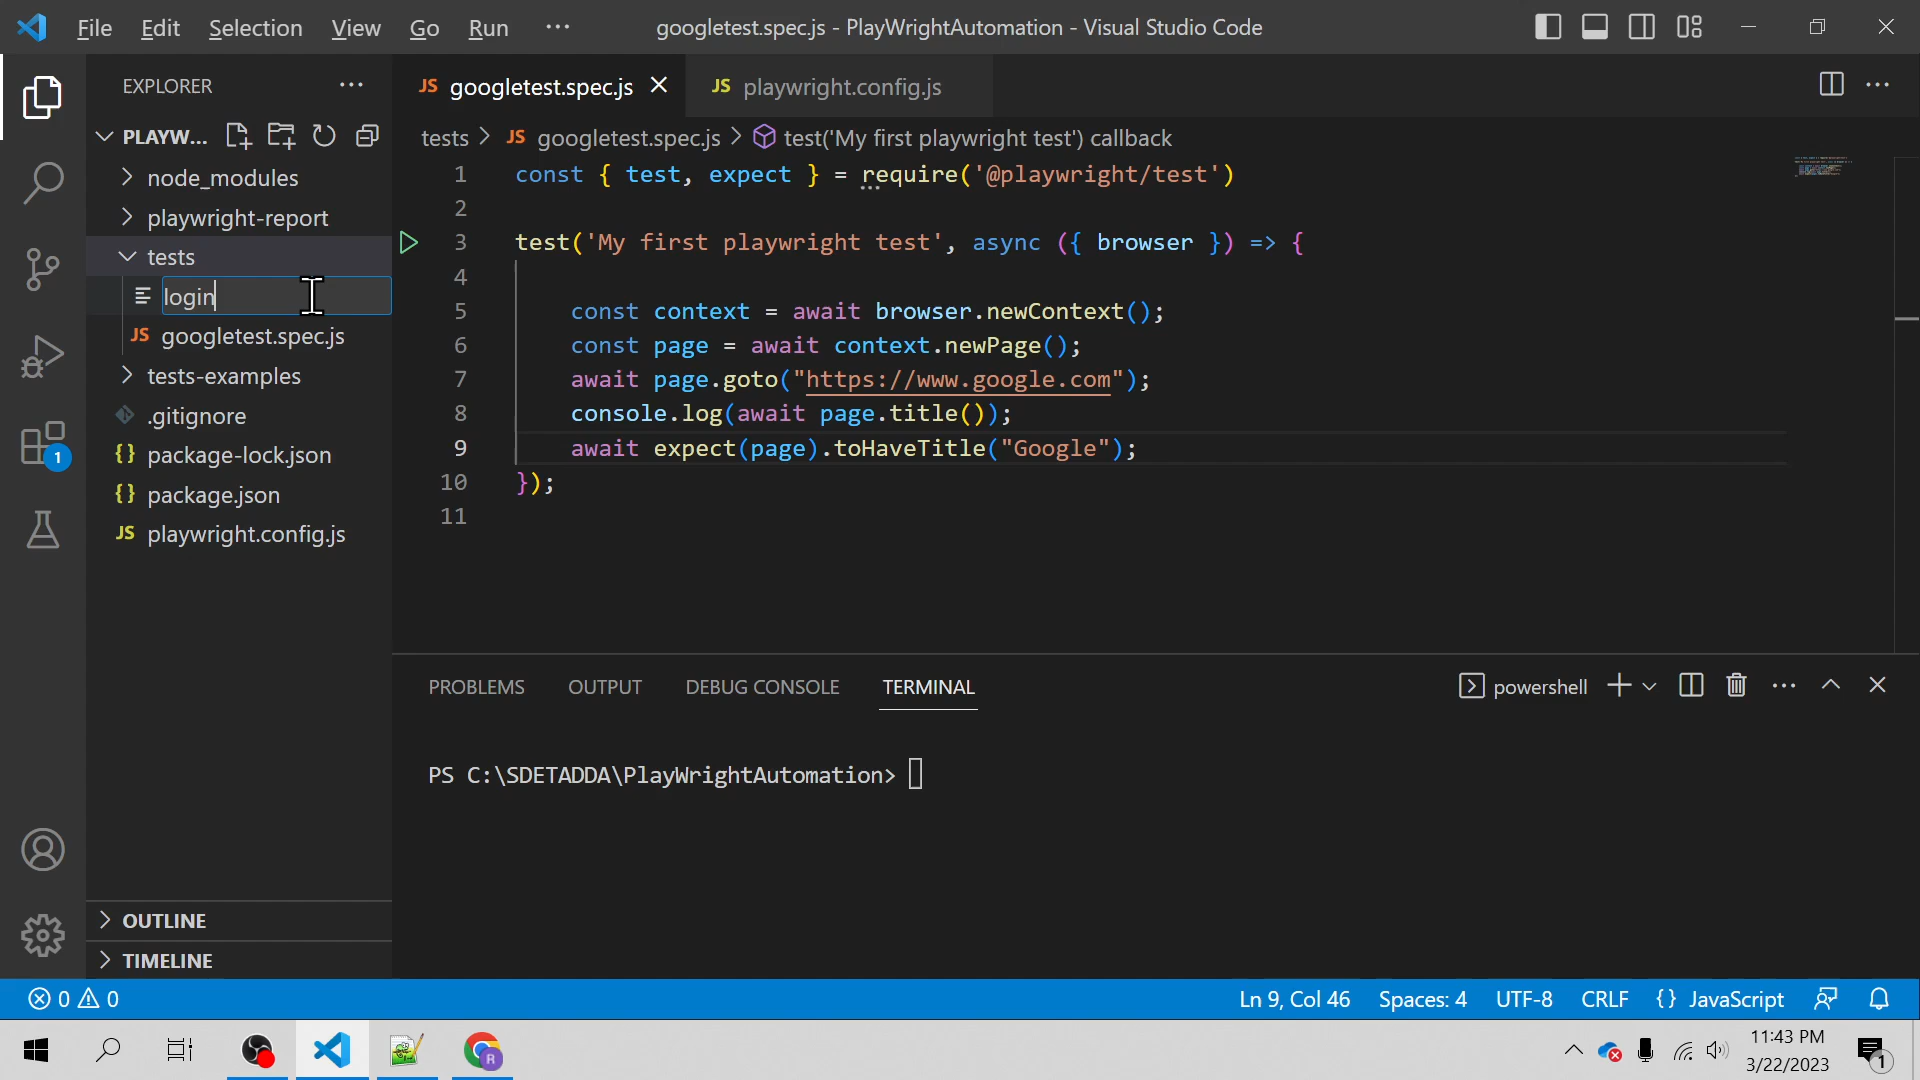 File Edit Selection View Go Run ··· googletest.spec.js - PlayWrightAutomation - Visual Studio Code
EXPLORER ···
JS googletest.spec.js
JS playwright.config.js
PLAYW...
tests > JS googletest.spec.js > test('My first playwright test') callback
node_modules
playwright-report
tests
login
JS googletest.spec.js
tests-examples
.gitignore
{} package-lock.json
{} package.json
JS playwright.config.js
OUTLINE
TIMELINE
1
1 const { test, expect } = require('@playwright/test')
2
3 test('My first playwright test', async ({ browser }) => {
4
5 const context = await browser.newContext();
6 const page = await context.newPage();
7 await page.goto("https://www.google.com");
8 console.log(await page.title());
9 await expect(page).toHaveTitle("Google");
10 });
11
PROBLEMS OUTPUT DEBUG CONSOLE TERMINAL powershell
PS C:\SDETADDA\PlayWrightAutomation>
0 0 Ln 9, Col 46 Spaces: 4 UTF-8 CRLF {} JavaScript
R
11:43 PM
3/22/2023
1